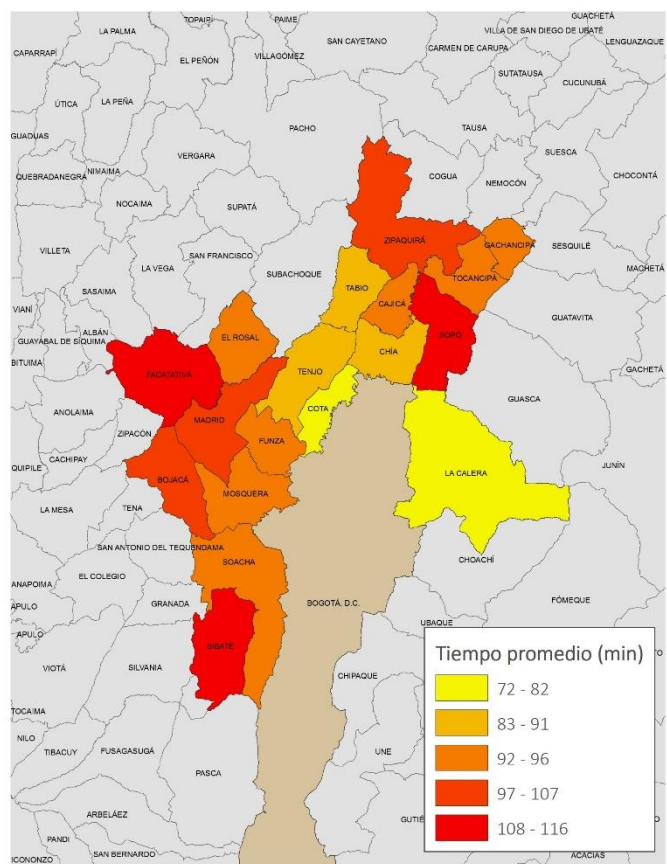 TOPAIPÍ
PAIME
GUACHETÁ
LA PALMA
VILLA DE SAN DIEGO DE UBATÉ
SAN CAYETANO
LENGUAZAQUE
CAPARRAPÍ
EL PEÑÓN
VILLAGÓMEZ
CARMEN DE CARUPA
SUTATAUSA
CUCUNUBÁ
ÚTICA
LA PEÑA
PACHO
TAUSA
GUADUAS
VERGARA
SUESCA
QUEBRADANEGRA
NIMAIMA
COGUA
NEMOCÓN
CHOCONTÁ
NOCAIMA
SUPATÁ
ZIPAQUIRÁ
GACHANCIPÁ
SESQUILÉ
VILLETA
SAN FRANCISCO
LA VEGA
SUBACHOQUE
TOCANCIPÁ
MACHETÁ
SASAIMA
TABIO
CAJICÁ
VIANÍ
GUATAVITA
ALBÁN
EL ROSAL
SOPÓ
GUAYABAL DE SÍQUIMA
CHÍA
BITUIMA
FACATATIVÁ
TENJO
GACHETÁ
GUASCA
ANOLAIMA
COTA
MADRID
ZIPACÓN
FUNZA
CACHIPAY
JUNÍN
QUIPILE
BOJACÁ
LA CALERA
MOSQUERA
LA MESA
TENA
SAN ANTONIO DEL TEQUENDAMA
CHOACHÍ
SOACHA
ANAPOIMA
EL COLEGIO
FÓMEQUE
APULO
GRANADA
BOGOTÁ, D.C.
UBAQUE
APULO
SIBATÉ
VIOTÁ
SILVANIA
CHIPAQUE
TOCAIMA
NILO
TIBACUY
FUSAGASUGÁ
UNE
PASCA
ARBELÁEZ
GUTIÉ
PANDI
SAN BERNARDO
ICONONZO
ACACÍAS
Tiempo promedio (min)
72 - 82
83 - 91
92 - 96
97 - 107
108 - 116